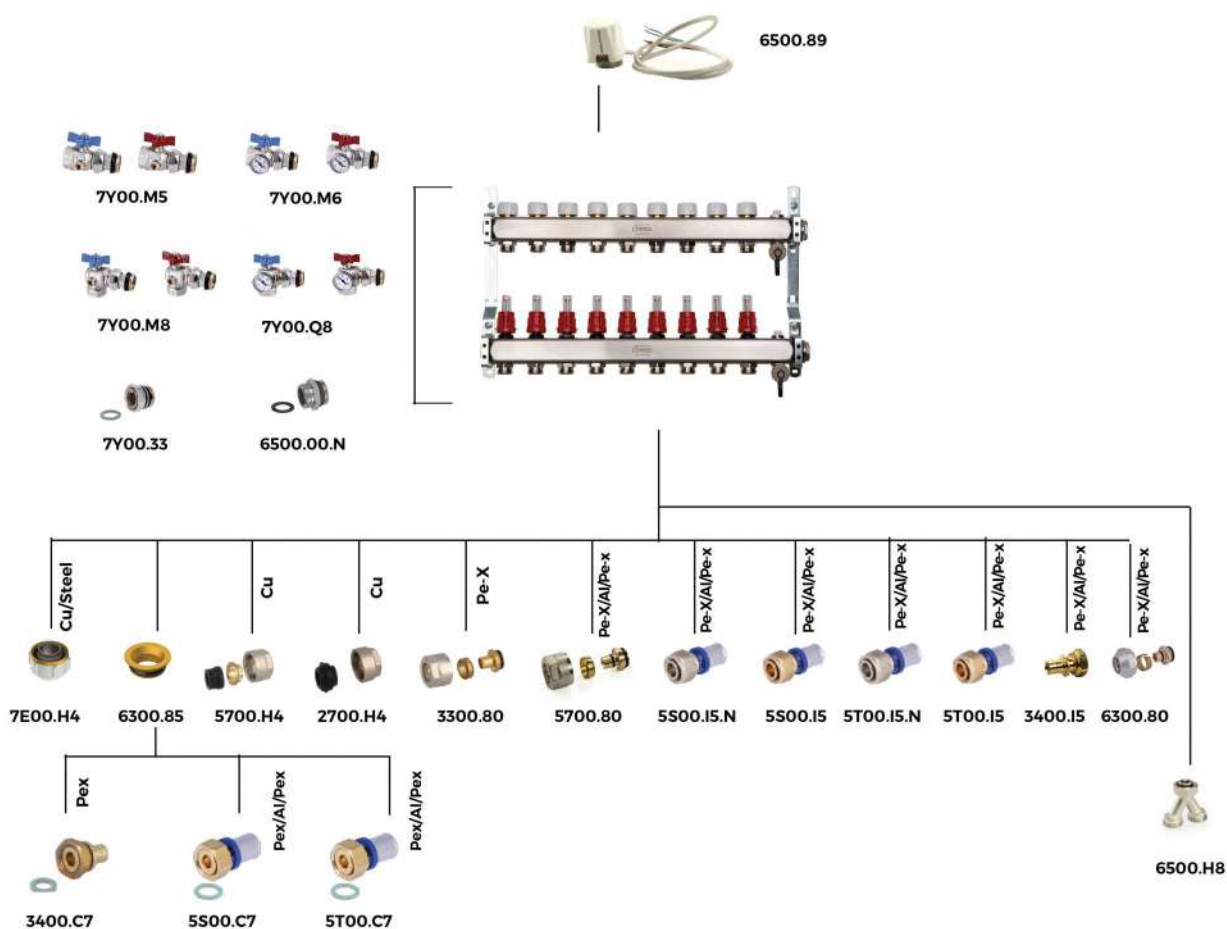 6500.89
7Y00.M5
7Y00.M6
7Y00.M8
7Y00.Q8
7Y00.33
6500.00.N
Cu/Steel
Cu
Cu
Pe-X
Pe-X/Al/Pe-x
Pe-X/Al/Pe-x
Pe-X/Al/Pe-x
Pe-X/Al/Pe-x
Pe-X/Al/Pe-x
Pe-X/Al/Pe-x
Pe-X/Al/Pe-x
7E00.H4
6300.85
5700.H4
2700.H4
3300.80
5700.80
5S00.I5.N
5S00.I5
5T00.I5.N
5T00.I5
3400.I5
6300.80
Pex
Pex/Al/Pex
Pex/Al/Pex
6500.H8
3400.C7
5S00.C7
5T00.C7